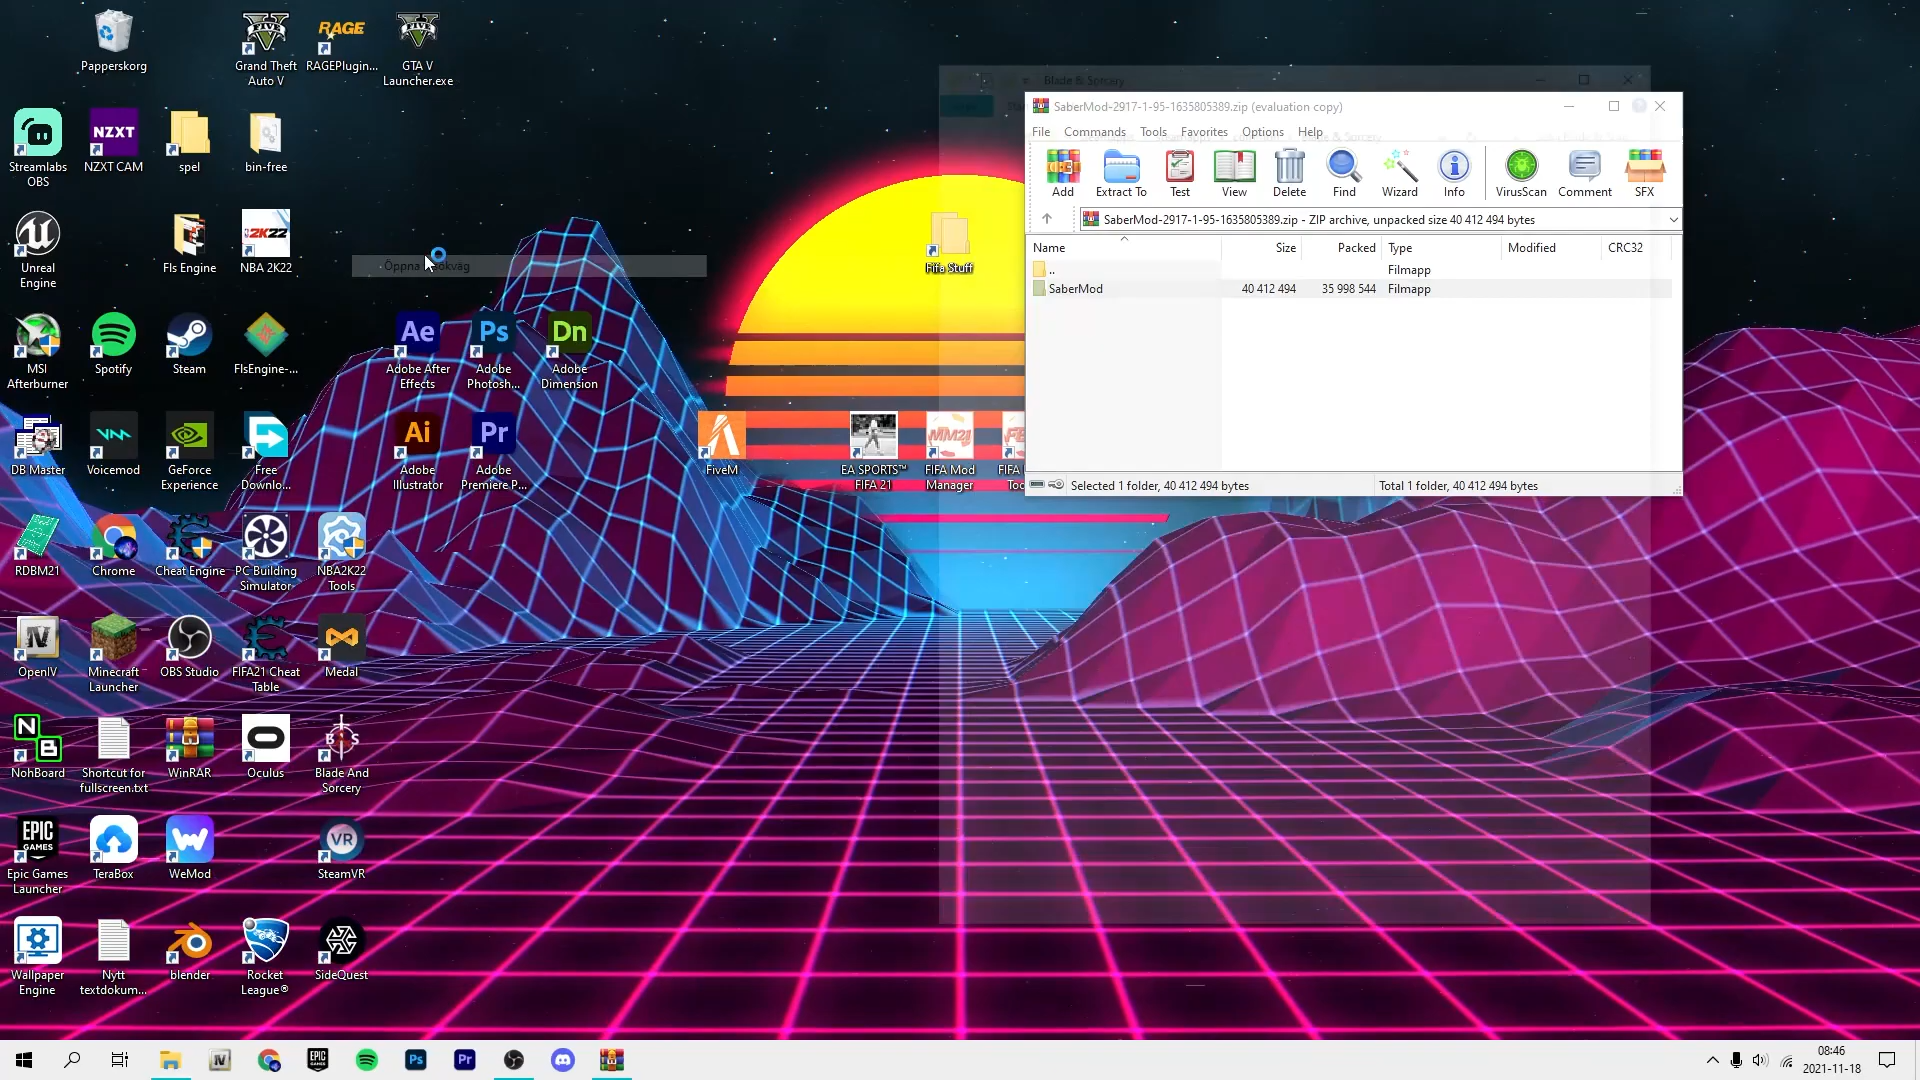 Papperskorg
Grand Theft
Auto V
RAGE
RAGEPlugin...
GTA V
Launcher.exe
Streamlabs
OBS
NZXT
NZXT CAM
spel
bin-free
Unreal
Engine
Fls Engine
2K22
NBA 2K22
Öppna
MSI
Afterburner
Spotify
Steam
FlsEngine-...
Ae
Adobe After
Effects
Ps
Adobe
Photosh...
Dn
Adobe
Dimension
DB Master
Voicemod
GeForce
Experience
Free
Downlo...
Ai
Adobe
Illustrator
Pr
Adobe
Premiere P...
FiveM
EA SPORTS™
FIFA 21
MM21
FIFA Mod
Manager
Fifa Stuff
RDBM21
Chrome
Cheat Engine
PC Building
Simulator
NBA2K22
Tools
OpenIV
Minecraft
Launcher
OBS Studio
FIFA21 Cheat
Table
Medal
N
B
NohBoard
Shortcut for
fullscreen.txt
WinRAR
Oculus
Blade And
Sorcery
EPIC
GAMES
Epic Games
Launcher
TeraBox
WeMod
VR
SteamVR
Wallpaper
Engine
Nytt
textdokum...
blender
Rocket
League®
SideQuest
Blade & Sorcery
SaberMod-2917-1-95-1635805389.zip (evaluation copy)
File Commands Tools Favorites Options Help
Add Extract To Test View Delete Find Wizard Info VirusScan Comment SFX
SaberMod-2917-1-95-1635805389.zip - ZIP archive, unpacked size 40 412 494 bytes
Name Size Packed Type Modified CRC32
.. Filmapp
SaberMod 40 412 494 35 998 544 Filmapp
Selected 1 folder, 40 412 494 bytes Total 1 folder, 40 412 494 bytes
EPIC
Ps
Pr
08:46
2021-11-18